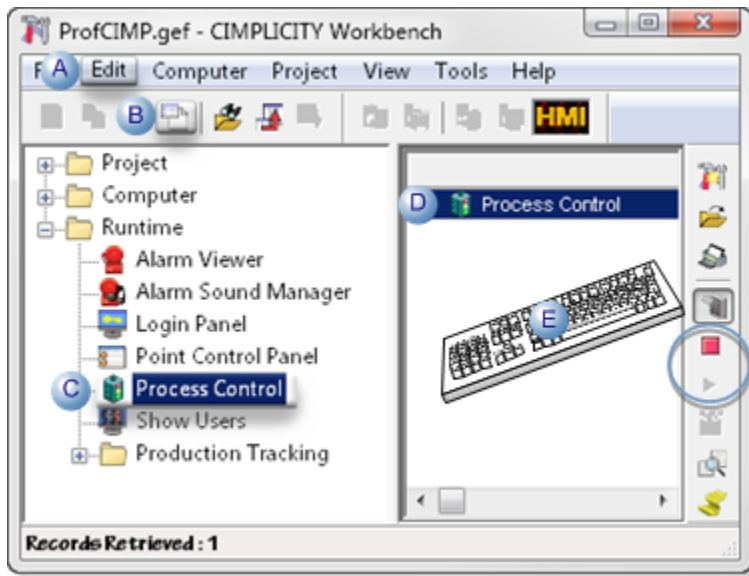 ProfCIMP.gef - CIMPLICITY Workbench
F A Edit Computer Project View Tools Help
B HMI
Project
Computer
Runtime
Alarm Viewer
Alarm Sound Manager
Login Panel
Point Control Panel
C Process Control
Show Users
Production Tracking
D Process Control
E
Records Retrieved : 1